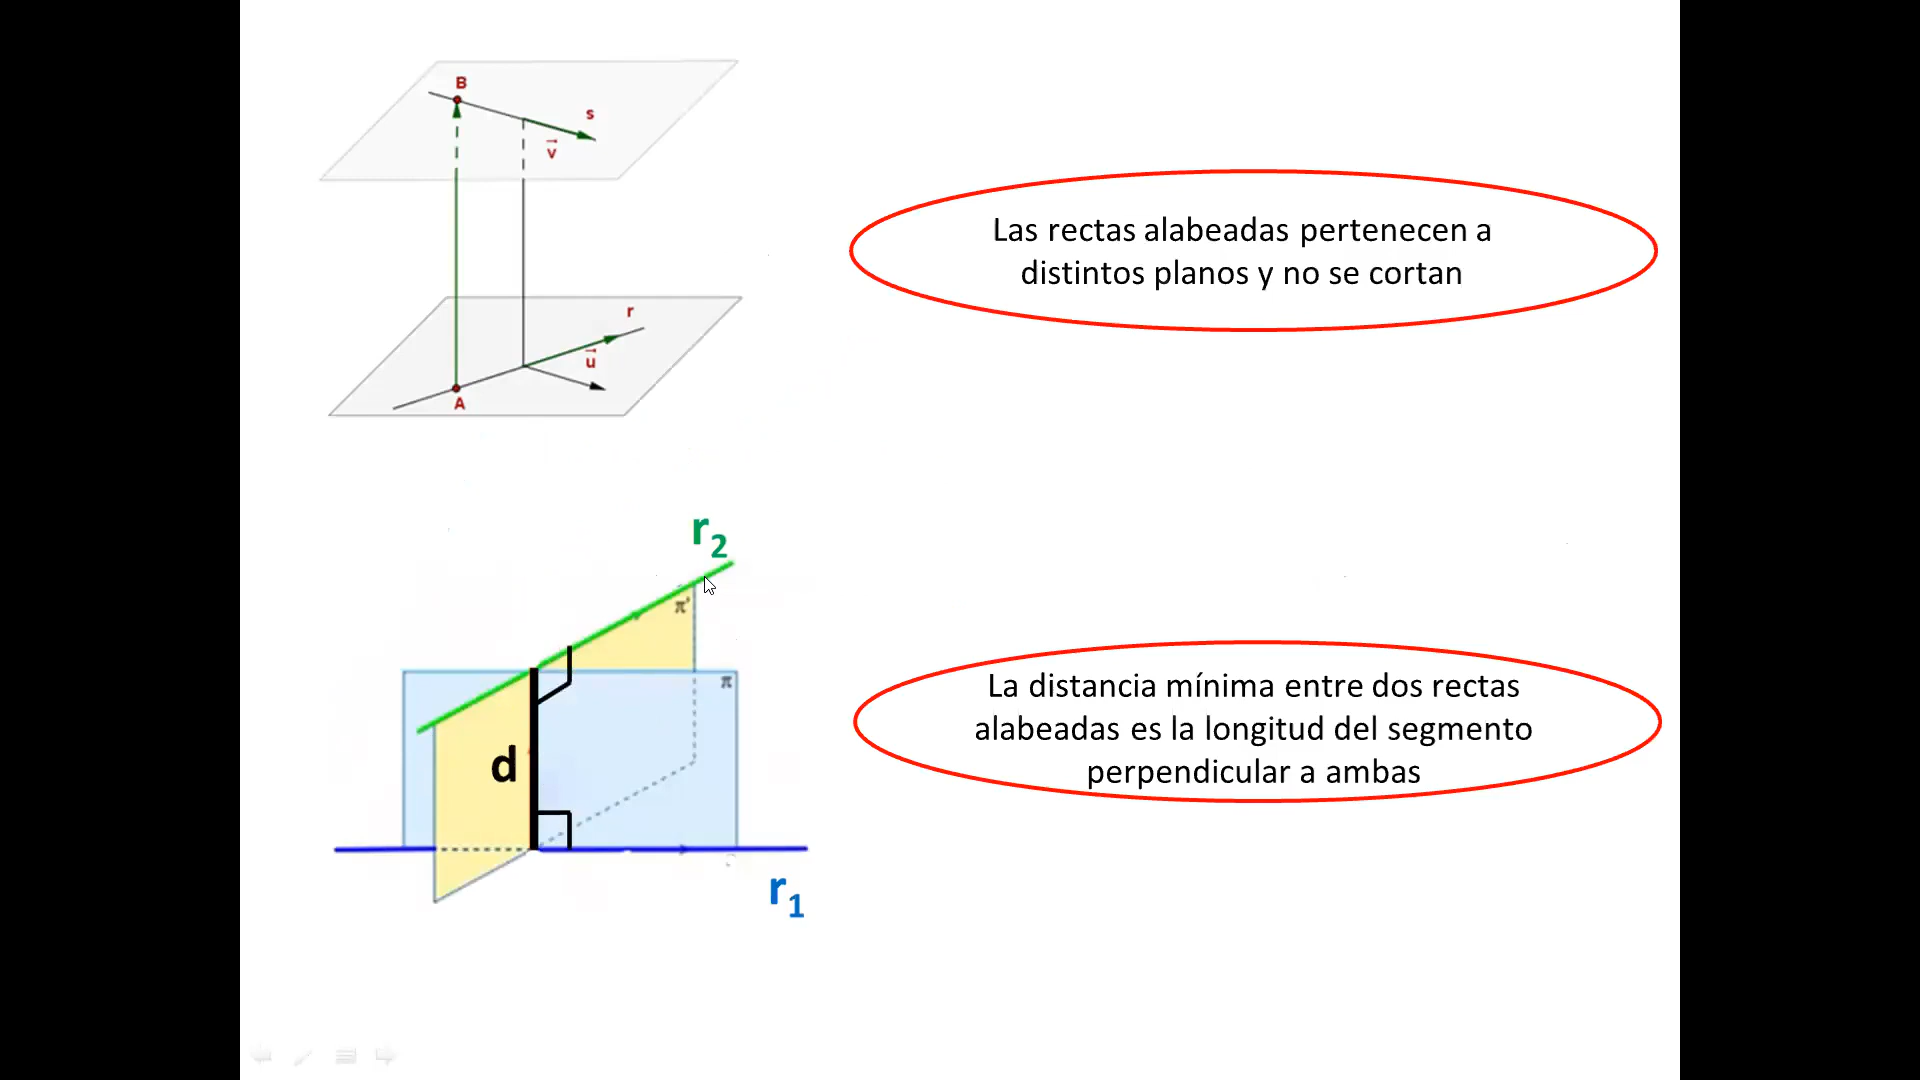 B
s
v
r
u
A
Las rectas alabeadas pertenecen a
distintos planos y no se cortan
r2
π'
π
d
r1
La distancia mínima entre dos rectas
alabeadas es la longitud del segmento
perpendicular a ambas